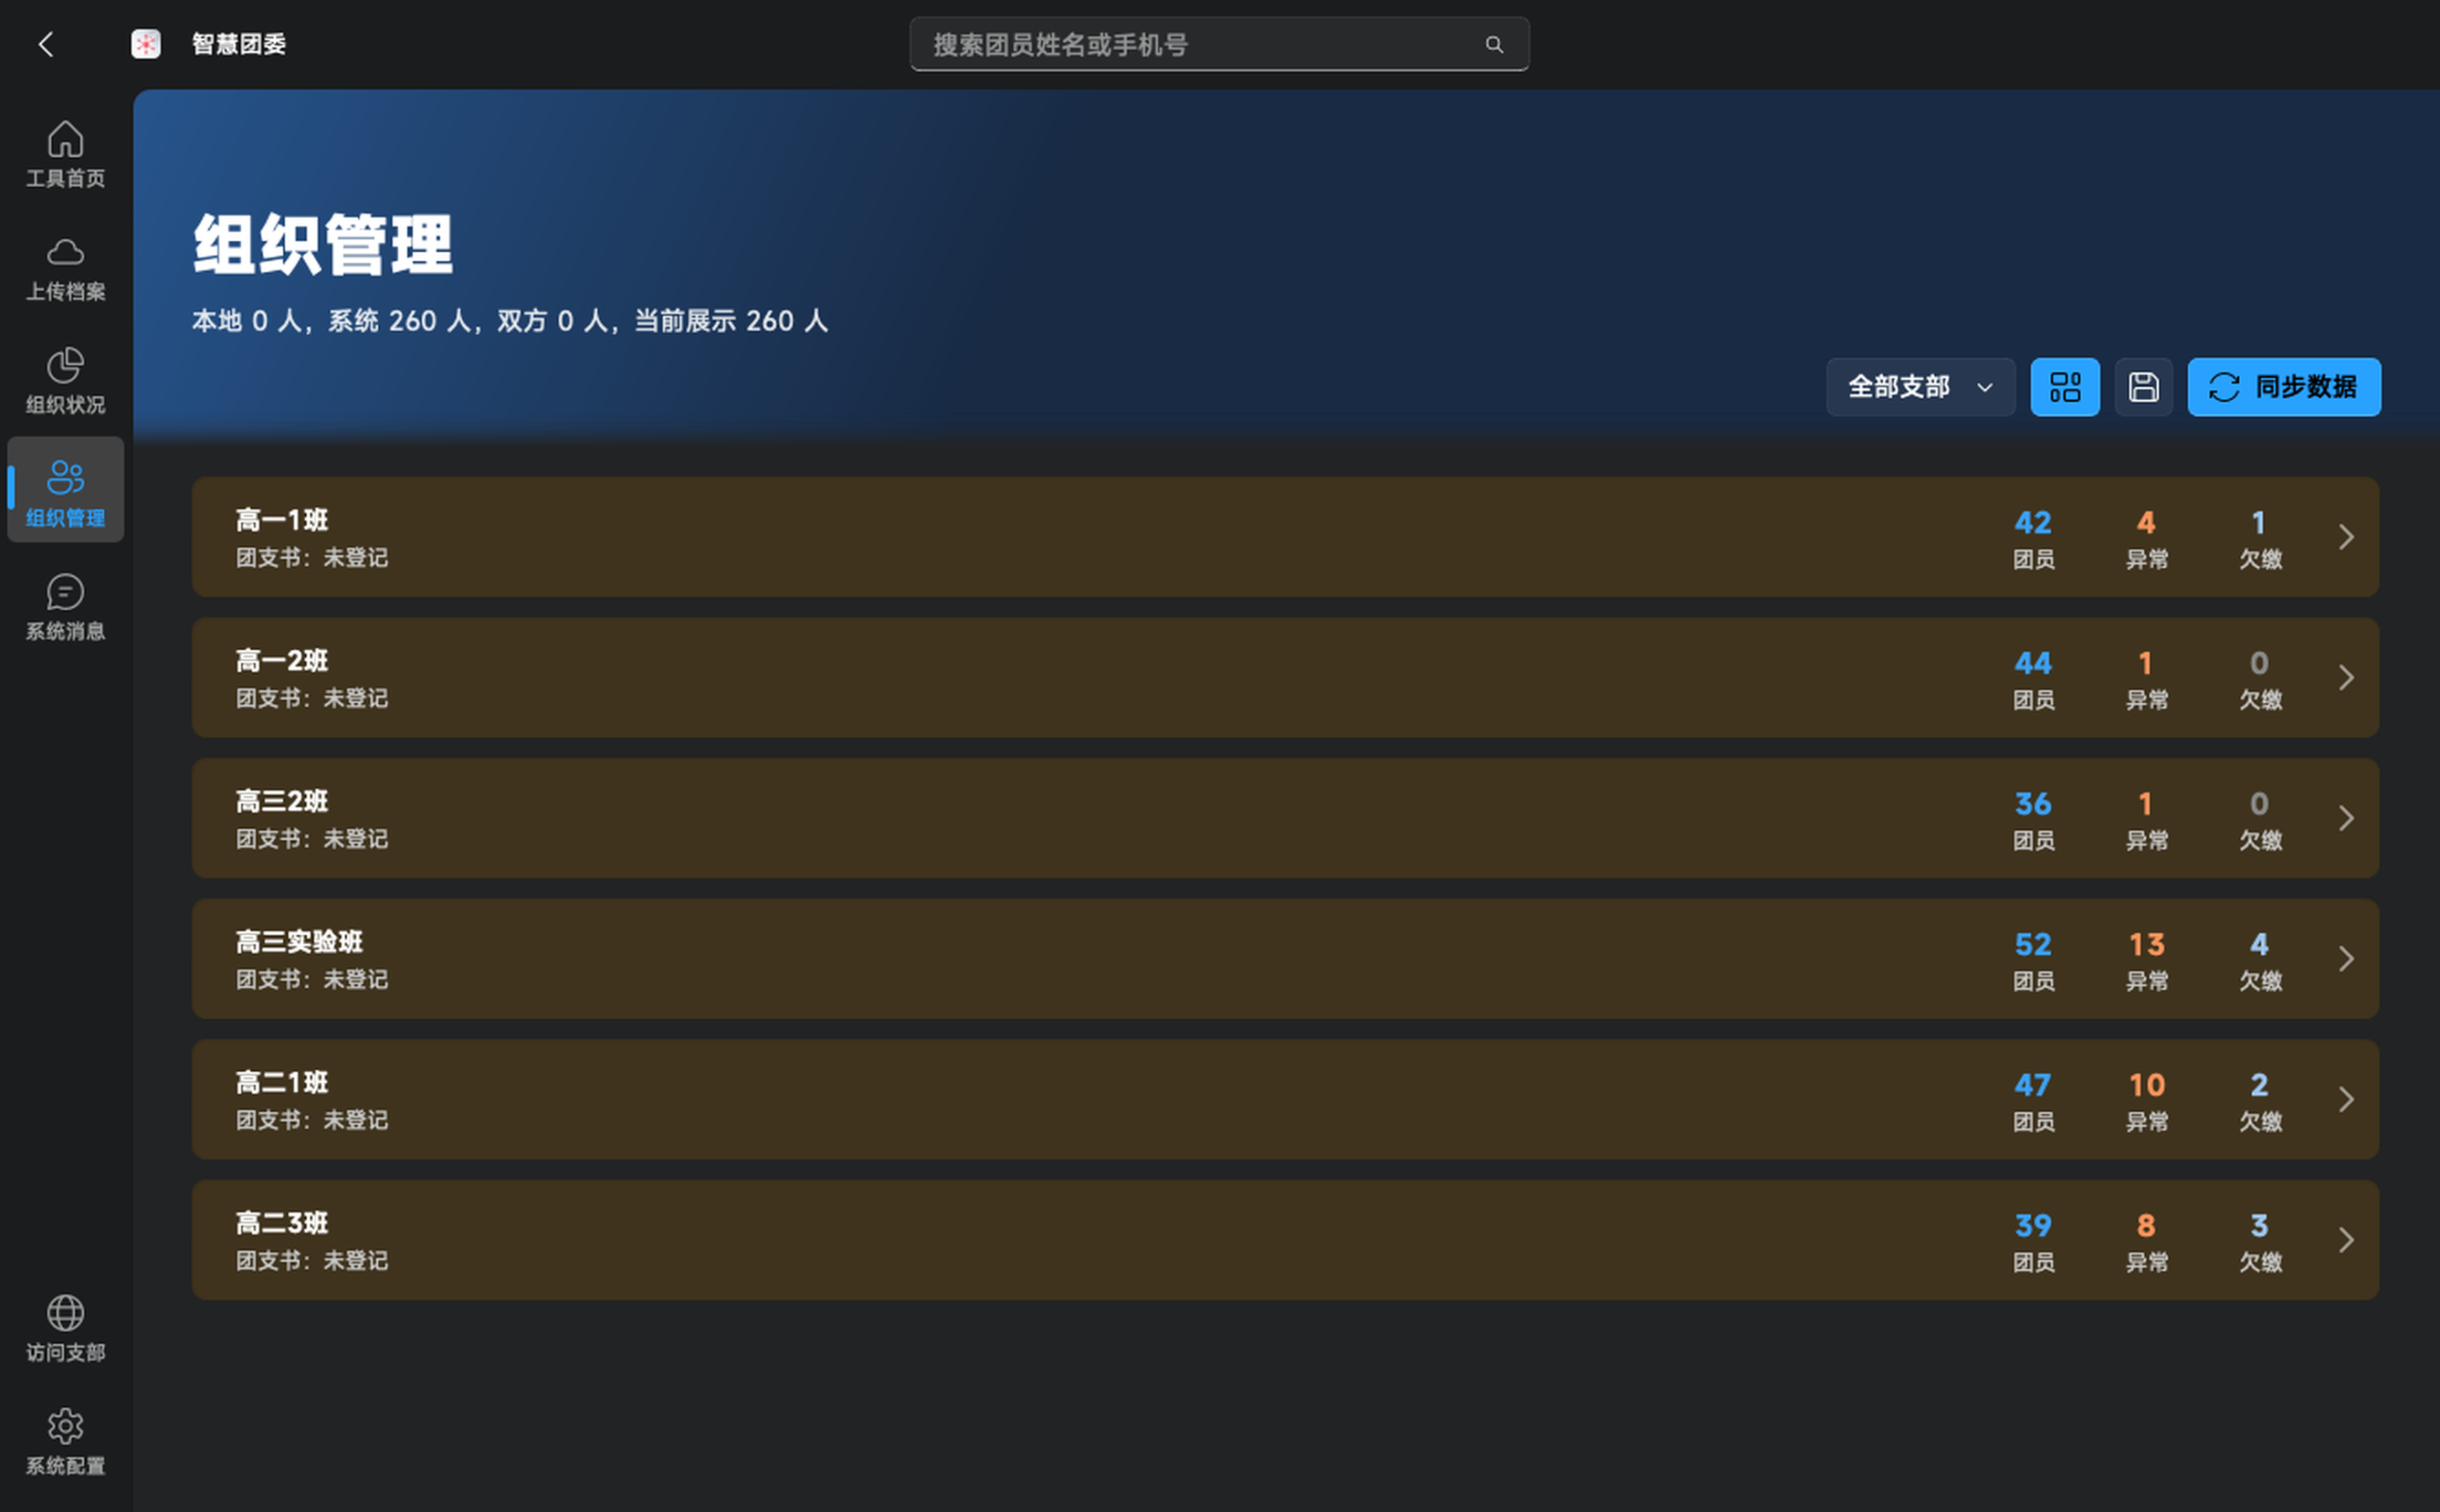 智慧团委
搜索团员姓名或手机号
工具首页
上传档案
组织状况
组织管理
系统消息
访问支部
系统配置
组织管理
本地 0 人，系统 260 人，双方 0 人，当前展示 260 人
全部支部
同步数据
高一1班
团支书：未登记
42 4 1
团员 异常 欠缴
高一2班
团支书：未登记
44 1 0
团员 异常 欠缴
高三2班
团支书：未登记
36 1 0
团员 异常 欠缴
高三实验班
团支书：未登记
52 13 4
团员 异常 欠缴
高二1班
团支书：未登记
47 10 2
团员 异常 欠缴
高二3班
团支书：未登记
39 8 3
团员 异常 欠缴